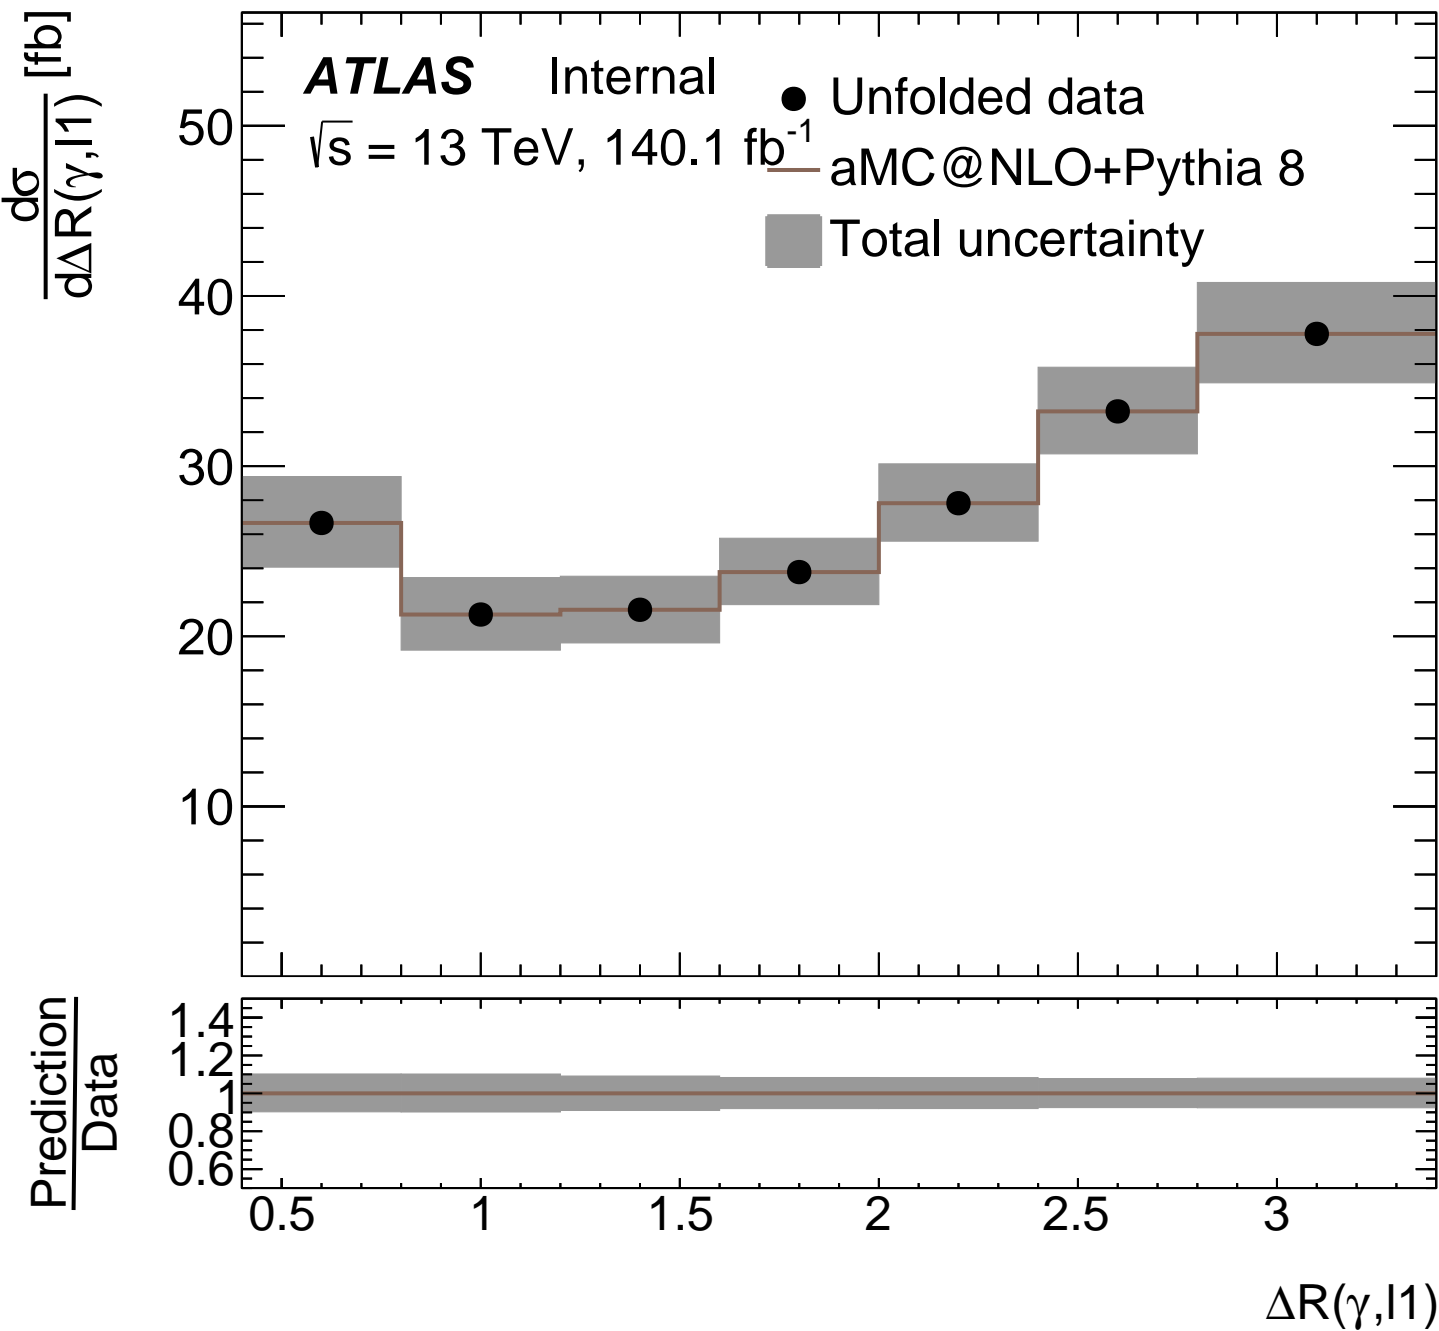 dσ
dΔR(γ,l1) [fb]
ATLAS Internal
√s = 13 TeV, 140.1 fb-1
Unfolded data
aMC@NLO+Pythia 8
Total uncertainty
50
40
30
20
10
Prediction
Data
1.4
1.2
1
0.8
0.6
0.5 1 1.5 2 2.5 3
ΔR(γ,l1)